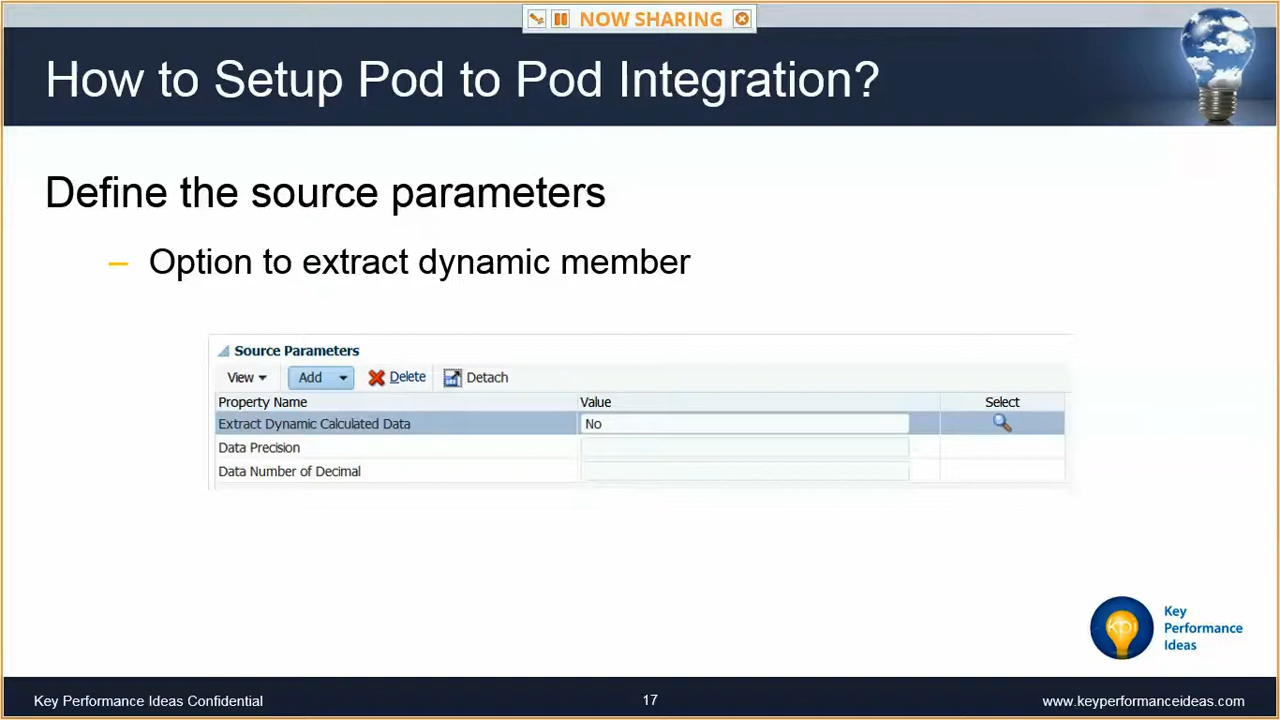 NOW SHARING
How to Setup Pod to Pod Integration?
Define the source parameters
– Option to extract dynamic member
Source Parameters
View Add Delete Detach
Property Name Value Select
Extract Dynamic Calculated Data No
Data Precision
Data Number of Decimal
kpi
Key
Performance
Ideas
Key Performance Ideas Confidential 17 www.keyperformanceideas.com